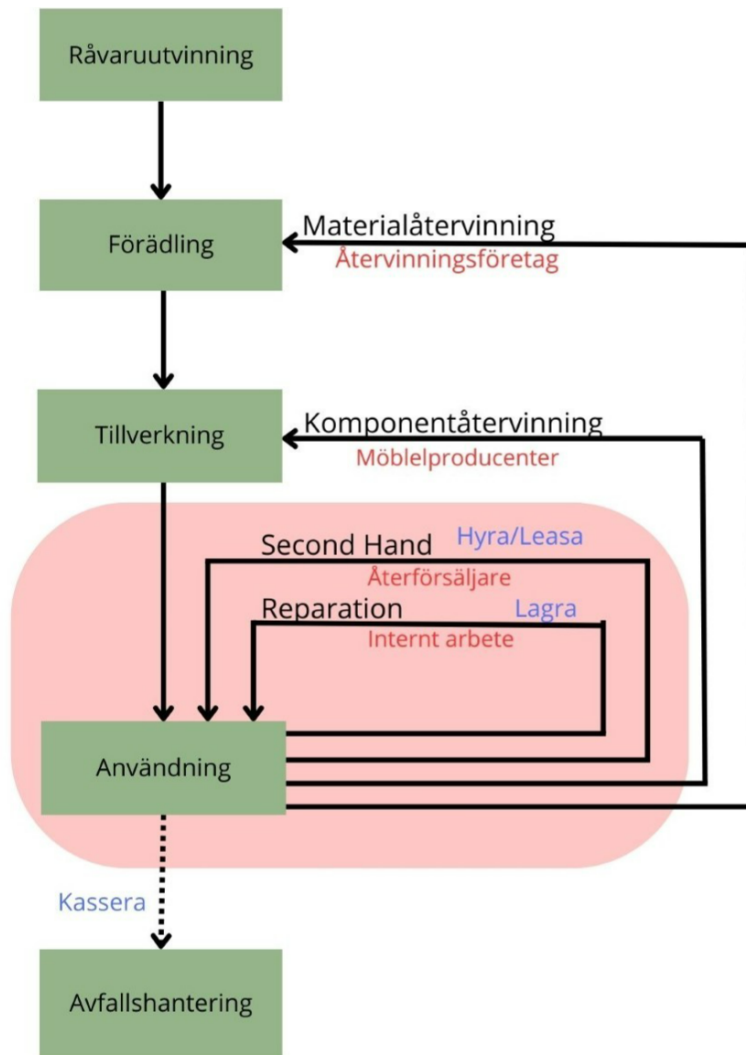 Råvaruutvinning
Förädling
Materialåtervinning
Återvinningsföretag
Tillverkning
Komponentåtervinning
Möblelproducenter
Second Hand
Hyra/Leasa
Återförsäljare
Reparation
Lagra
Internt arbete
Användning
Kassera
Avfallshantering